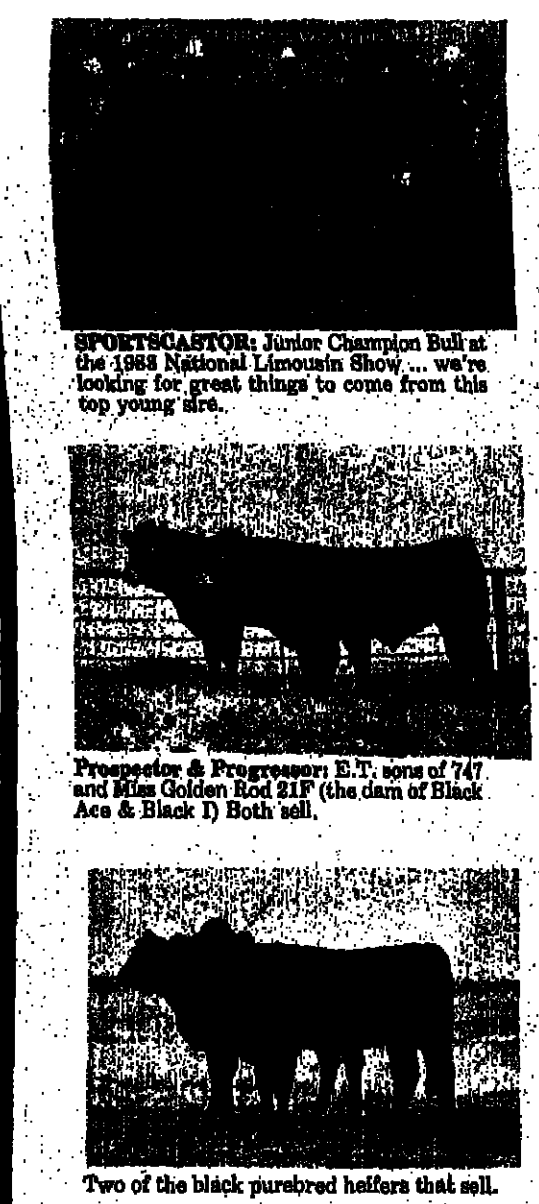 SPORTSCASTOR: Junior Champion Bull at
the 1983 National Limousin Show ... we're
looking for great things to come from this
top young sire.
Prospector & Progressor: E.T. sons of 747
and Miss Golden Rod 21F (the dam of Black
Ace & Black I) Both sell.
Two of the black purebred heifers that sell.